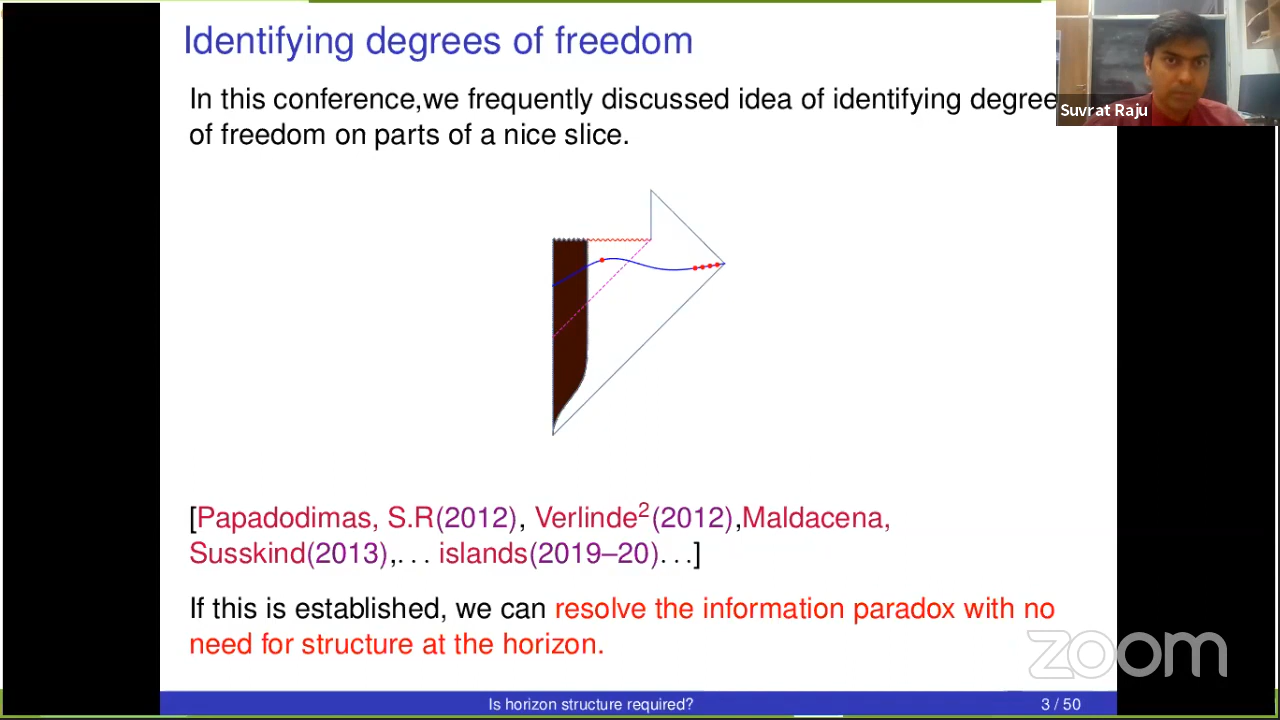 Identifying degrees of freedom
In this conference,we frequently discussed idea of identifying degree
of freedom on parts of a nice slice.
Suvrat Raju
[Papadodimas, S.R(2012), Verlinde²(2012),Maldacena,
Susskind(2013),... islands(2019–20)...]
If this is established, we can resolve the information paradox with no
need for structure at the horizon.
zoom
Is horizon structure required?
3 / 50